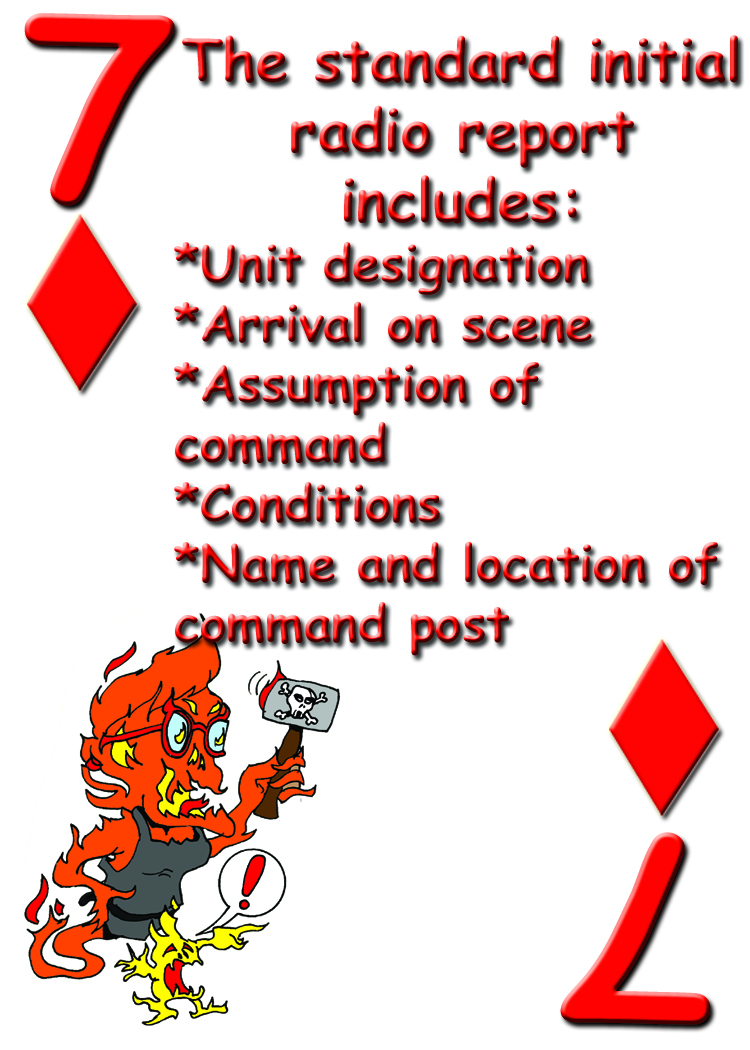 7
The standard initial
radio report
includes:
*Unit designation
*Arrival on scene
*Assumption of
command
*Conditions
*Name and location of
command post
!
7